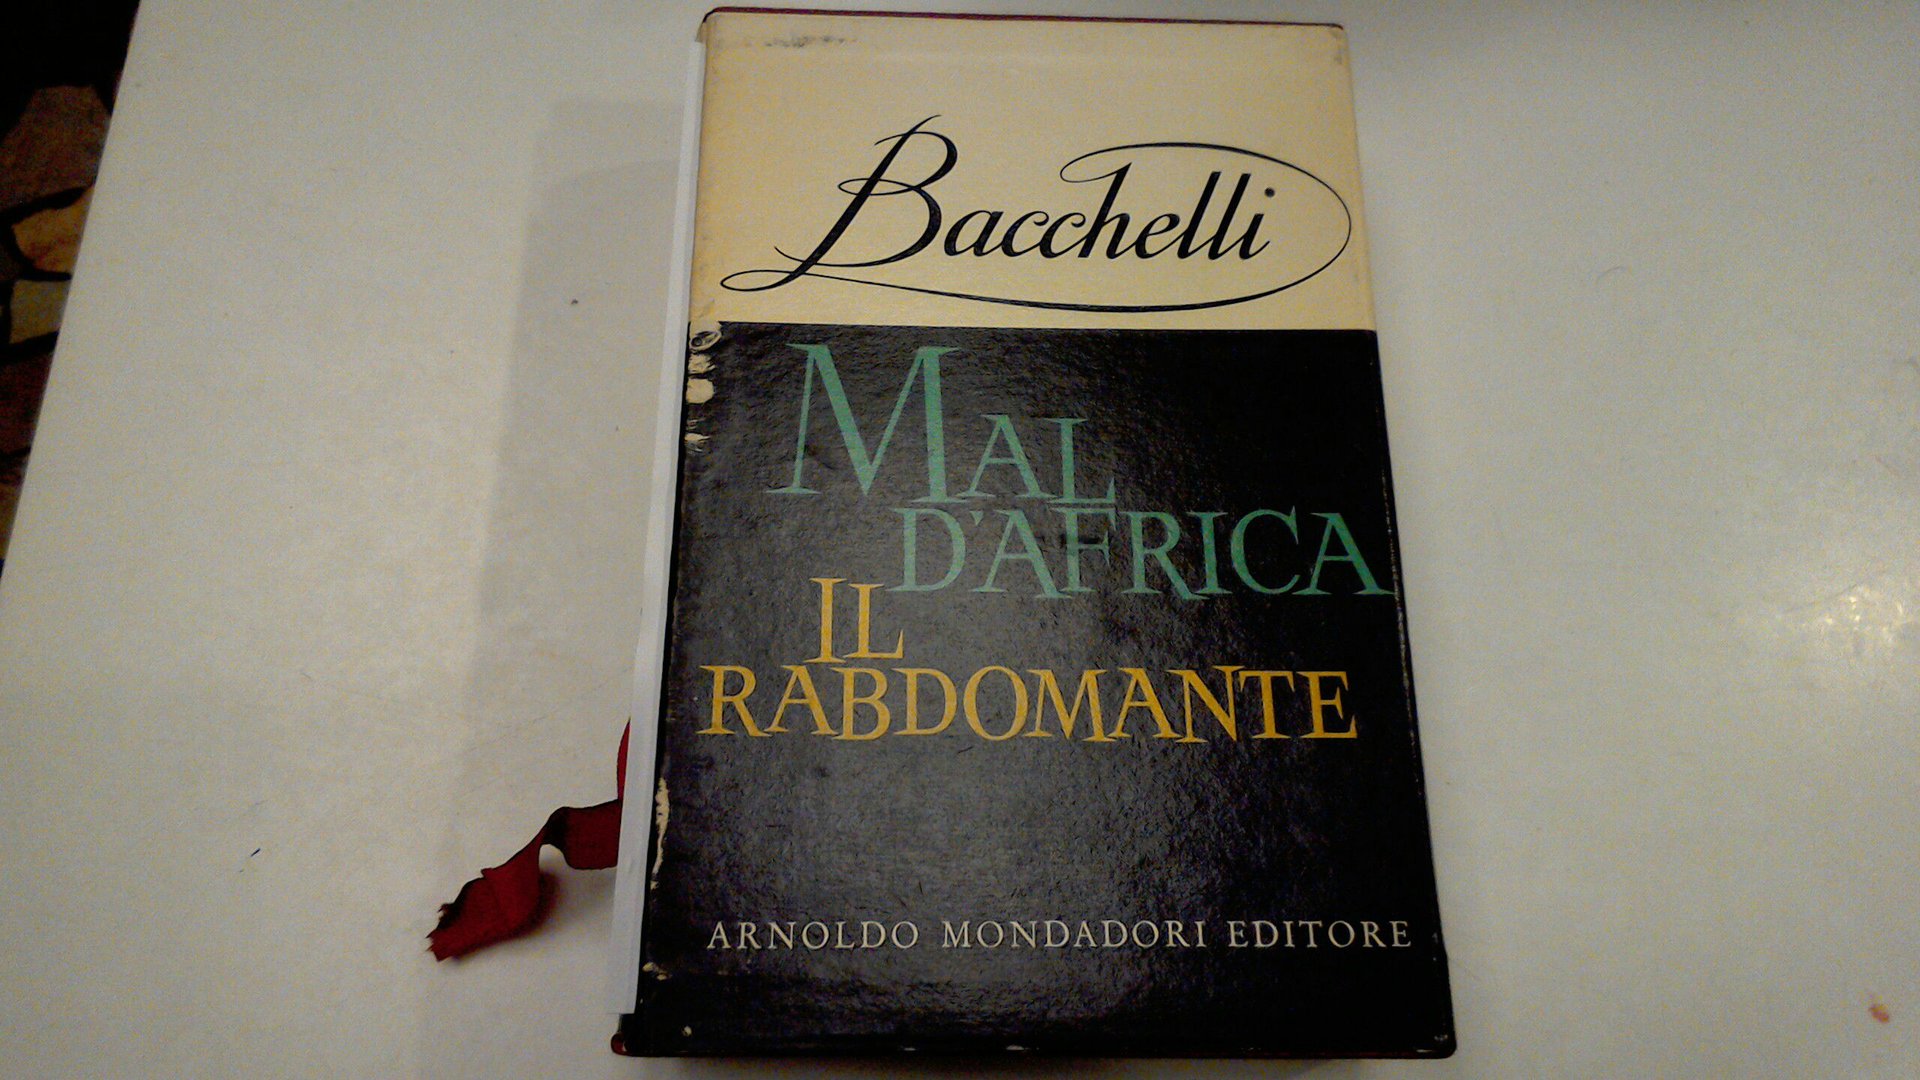 Bacchelli
MAL
D'AFRICA
IL
RABDOMANTE
ARNOLDO MONDADORI EDITORE